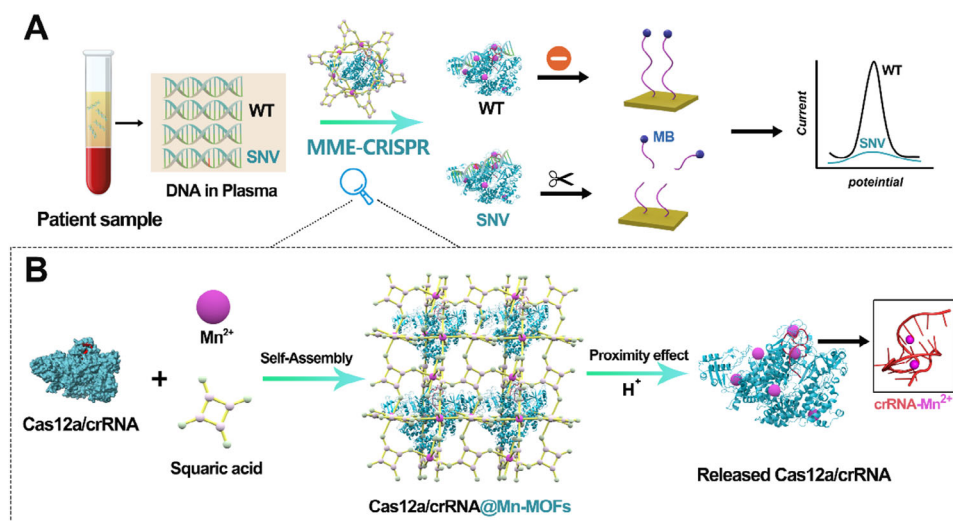 A
Patient sample
WT
SNV
DNA in Plasma
MME-CRISPR
WT
SNV
MB
Current
WT
SNV
poteintial
B
Cas12a/crRNA
+
Mn²⁺
Squaric acid
Self-Assembly
Cas12a/crRNA@Mn-MOFs
Proximity effect
H⁺
Released Cas12a/crRNA
crRNA-Mn²⁺